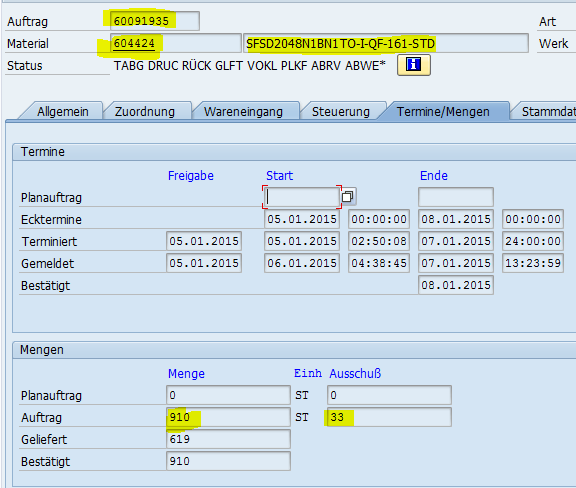 Auftrag 60091935 Art
Material 604424 SFSD2048N1BN1TO-I-QF-161-STD Werk
Status TABG DRUC RÜCK GLFT VOKL PLKF ABRV ABWE*
Allgemein Zuordnung Wareneingang Steuerung Termine/Mengen Stammdat
Termine
Freigabe Start Ende
Planauftrag
Ecktermine 05.01.2015 00:00:00 08.01.2015 00:00:00
Terminiert 05.01.2015 05.01.2015 02:50:08 07.01.2015 24:00:00
Gemeldet 05.01.2015 06.01.2015 04:38:45 07.01.2015 13:23:59
Bestätigt 08.01.2015
Mengen
Menge Einh Ausschuß
Planauftrag 0 ST 0
Auftrag 910 ST 33
Geliefert 619
Bestätigt 910